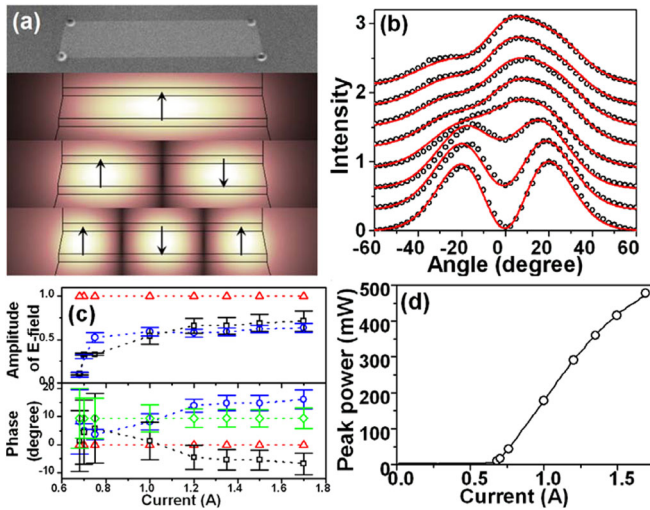 (a)
(b)
3
2
1
0
Intensity
-60 -40 -20 0 20 40 60
Angle (degree)
(c)
1.0
0.5
0.0
Amplitude
of E-field
20
10
0
-10
Phase
(degree)
0.6 0.8 1.0 1.2 1.4 1.6 1.8
Current (A)
(d)
500
400
300
200
100
0
Peak power (mW)
0.0 0.5 1.0 1.5
Current (A)